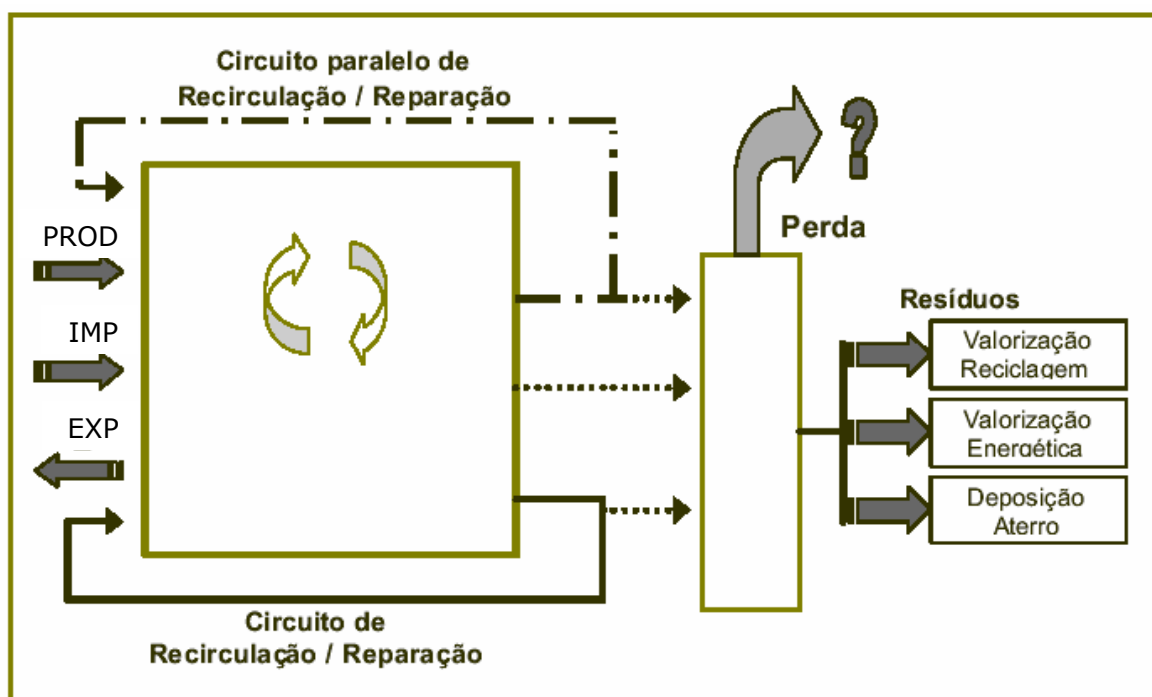 Circuito paralelo de
Recirculação / Reparação
?
PROD
Perda
IMP
Resíduos
Valorização
Reciclagem
EXP
Valorização
Energética
Deposição
Aterro
Circuito de
Recirculação / Reparação